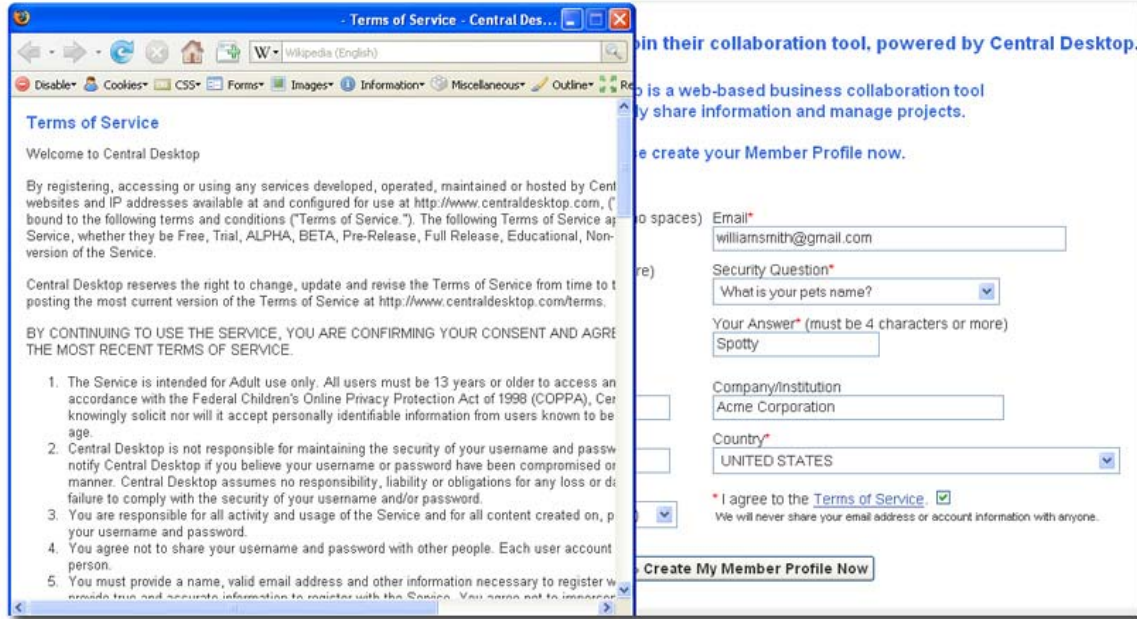 - Terms of Service - Central Des...
W
Wikipedia (English)
Disable Cookies CSS Forms Images Information Miscellaneous Outline Re
Terms of Service
Welcome to Central Desktop
By registering, accessing or using any services developed, operated, maintained or hosted by Cent
websites and IP addresses available at and configured for use at http://www.centraldesktop.com, ("
bound to the following terms and conditions ("Terms of Service."). The following Terms of Service ap
Service, whether they be Free, Trial, ALPHA, BETA, Pre-Release, Full Release, Educational, Non-
version of the Service.
Central Desktop reserves the right to change, update and revise the Terms of Service from time to t
posting the most current version of the Terms of Service at http://www.centraldesktop.com/terms.
BY CONTINUING TO USE THE SERVICE, YOU ARE CONFIRMING YOUR CONSENT AND AGRE
THE MOST RECENT TERMS OF SERVICE.
1. The Service is intended for Adult use only. All users must be 13 years or older to access an
accordance with the Federal Children's Online Privacy Protection Act of 1998 (COPPA), Cer
knowingly solicit nor will it accept personally identifiable information from users known to be
age.
2. Central Desktop is not responsible for maintaining the security of your username and passw
notify Central Desktop if you believe your username or password have been compromised or
manner. Central Desktop assumes no responsibility, liability or obligations for any loss or da
failure to comply with the security of your username and/or password.
3. You are responsible for all activity and usage of the Service and for all content created on, p
your username and password.
4. You agree not to share your username and password with other people. Each user account
person.
5. You must provide a name, valid email address and other information necessary to register w
provide true and accurate information to register with the Service. You agree not to imperson
oin their collaboration tool, powered by Central Desktop.
p is a web-based business collaboration tool
ly share information and manage projects.
e create your Member Profile now.
no spaces) Email*
williamsmith@gmail.com
re) Security Question*
What is your pets name?
Your Answer* (must be 4 characters or more)
Spotty
Company/Institution
Acme Corporation
Country*
UNITED STATES
* I agree to the Terms of Service.
We will never share your email address or account information with anyone.
Create My Member Profile Now